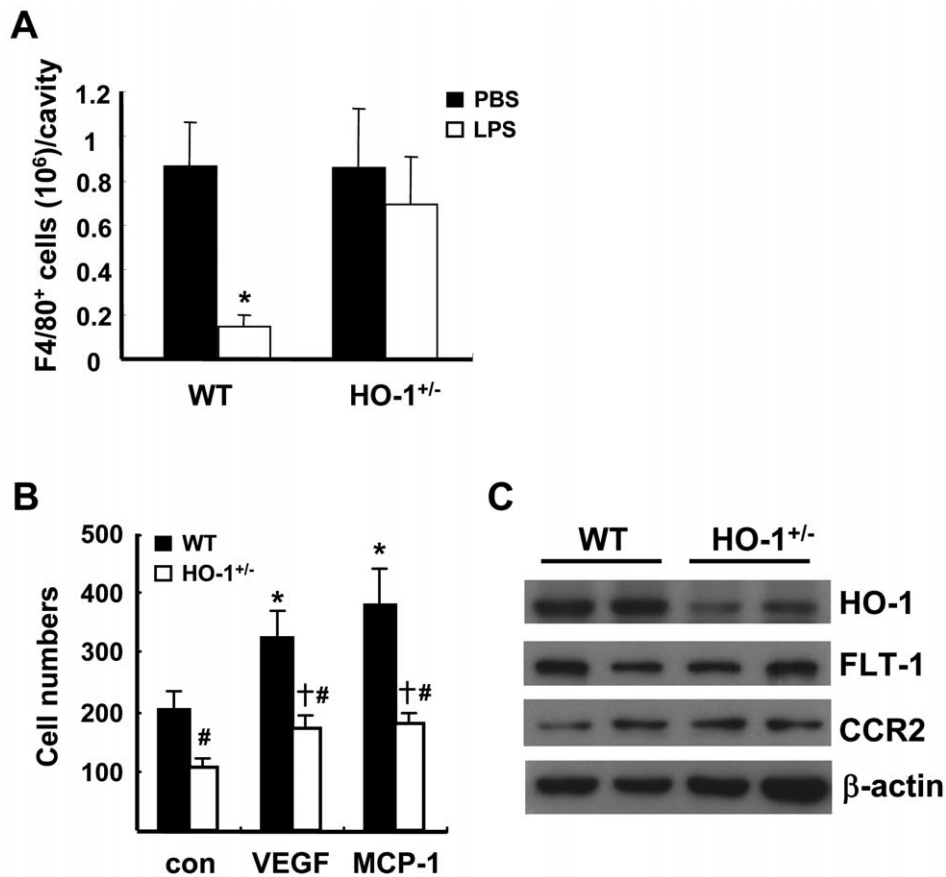 A
F4/80⁺ cells (10⁶)/cavity
1.2
1
0.8
0.6
0.4
0.2
0
PBS
LPS
*
WT
HO-1⁺/⁻
B
Cell numbers
500
400
300
200
100
WT
HO-1⁺/⁻
#
*
†#
*
†#
con
VEGF
MCP-1
C
WT
HO-1⁺/⁻
HO-1
FLT-1
CCR2
β-actin